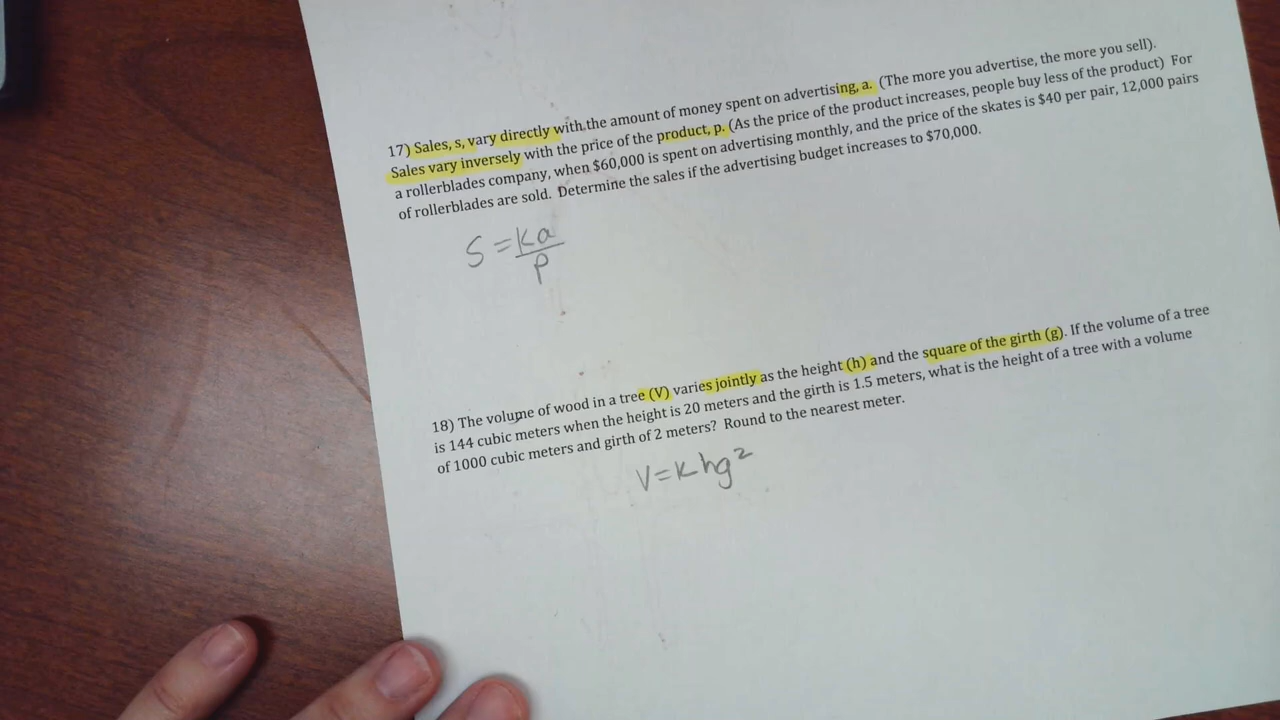 17) Sales, s, vary directly with the amount of money spent on advertising, a. (The more you advertise, the more you sell).
Sales vary inversely with the price of the product, p. (As the price of the product increases, people buy less of the product) For
a rollerblades company, when $60,000 is spent on advertising monthly, and the price of the skates is $40 per pair, 12,000 pairs
of rollerblades are sold. Determine the sales if the advertising budget increases to $70,000.
S = ka
p
18) The volume of wood in a tree (V) varies jointly as the height (h) and the square of the girth (g). If the volume of a tree
is 144 cubic meters when the height is 20 meters and the girth is 1.5 meters, what is the height of a tree with a volume
of 1000 cubic meters and girth of 2 meters? Round to the nearest meter.
V=khg²